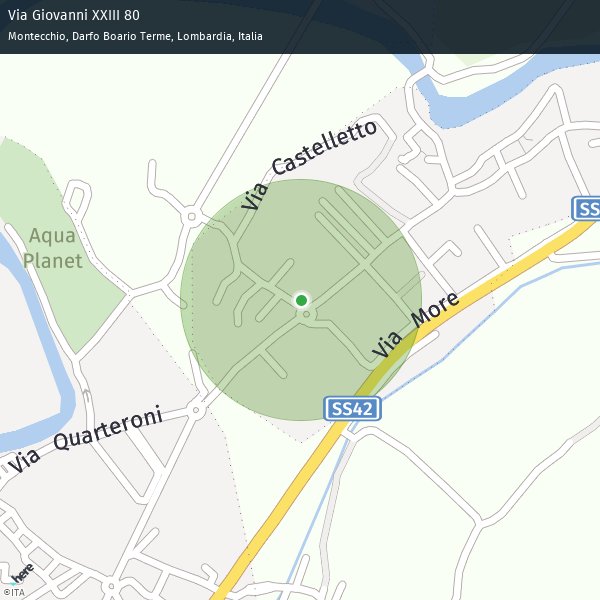 Via Giovanni XXIII 80
Montecchio, Darfo Boario Terme, Lombardia, Italia
Via Castelletto
SS
Aqua
Planet
Via More
SS42
Via Quarteroni
here
©ITA